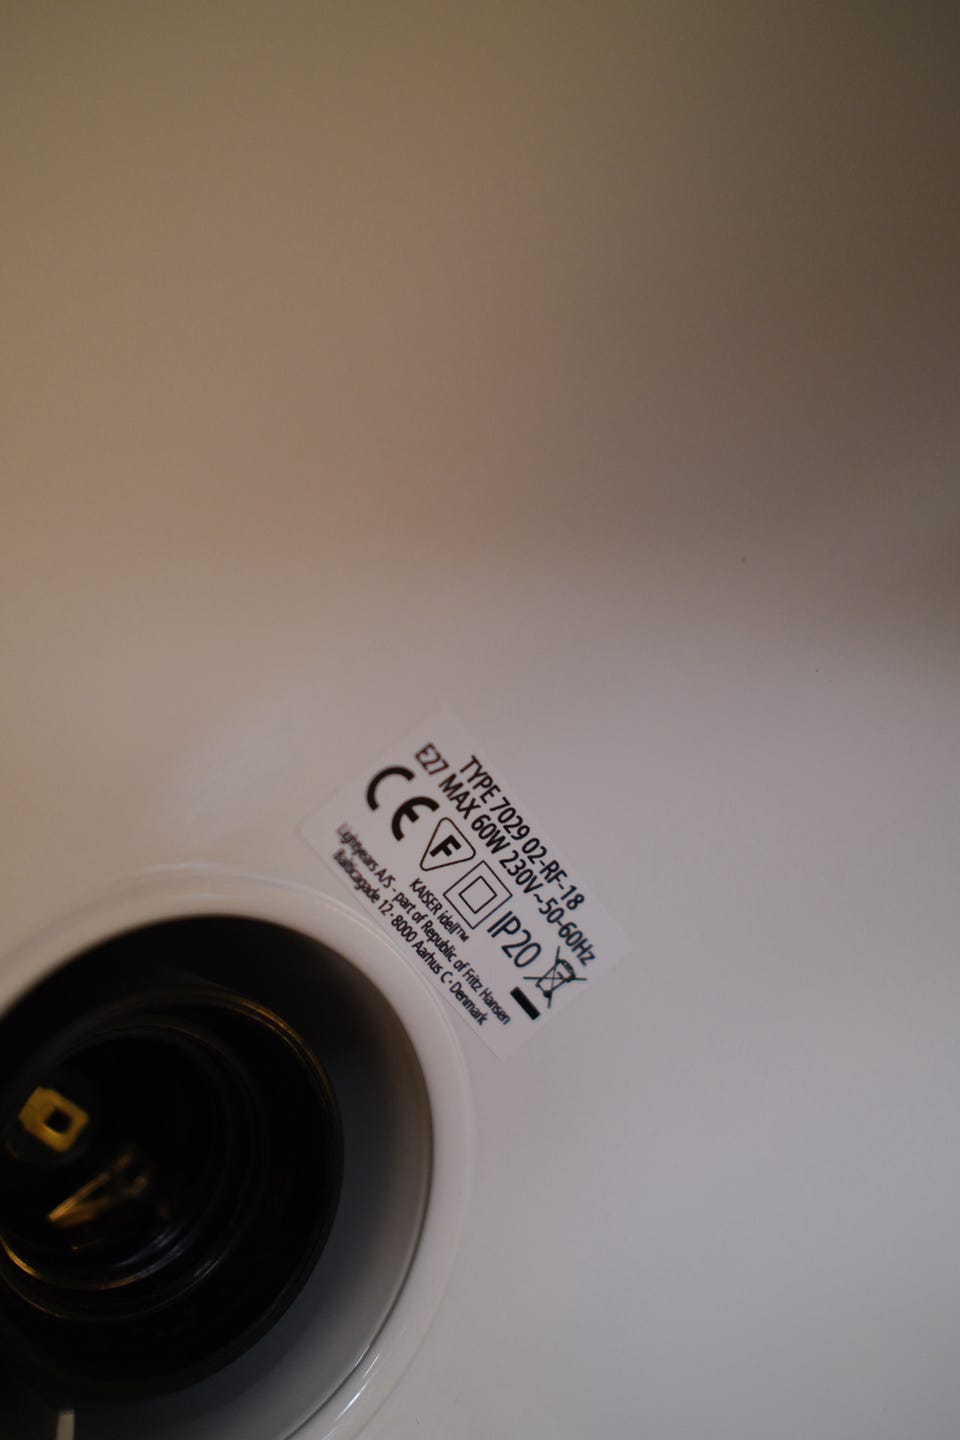 TYPE 7029 02-RF-18
E27 MAX 60W 230V~50-60Hz
CE F IP20
KAISER idell™
Lightyears A/S - part of Republic of Fritz Hansen
Balticagade 12 · 8000 Aarhus C · Denmark